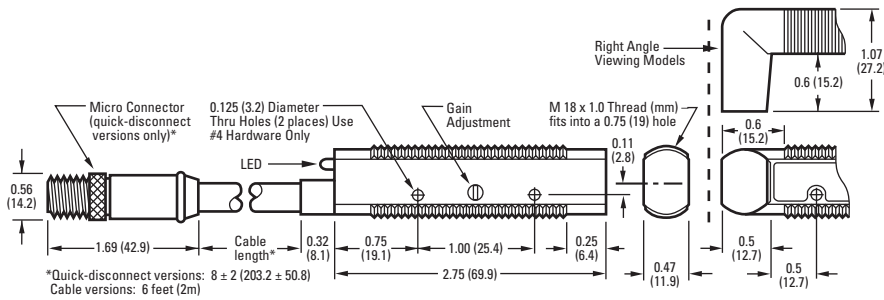 Right Angle
Viewing Models
1.07
(27.2)
0.6 (15.2)
Micro Connector
(quick-disconnect
versions only)*
0.125 (3.2) Diameter
Thru Holes (2 places) Use
#4 Hardware Only
Gain
Adjustment
M 18 x 1.0 Thread (mm)
fits into a 0.75 (19) hole
LED
0.11
(2.8)
0.6
(15.2)
0.56
(14.2)
1.69 (42.9)
Cable
length*
0.32
(8.1)
0.75
(19.1)
1.00 (25.4)
0.25
(6.4)
2.75 (69.9)
0.47
(11.9)
0.5
(12.7)
0.5
(12.7)
*Quick-disconnect versions: 8 ± 2 (203.2 ± 50.8)
Cable versions: 6 feet (2m)